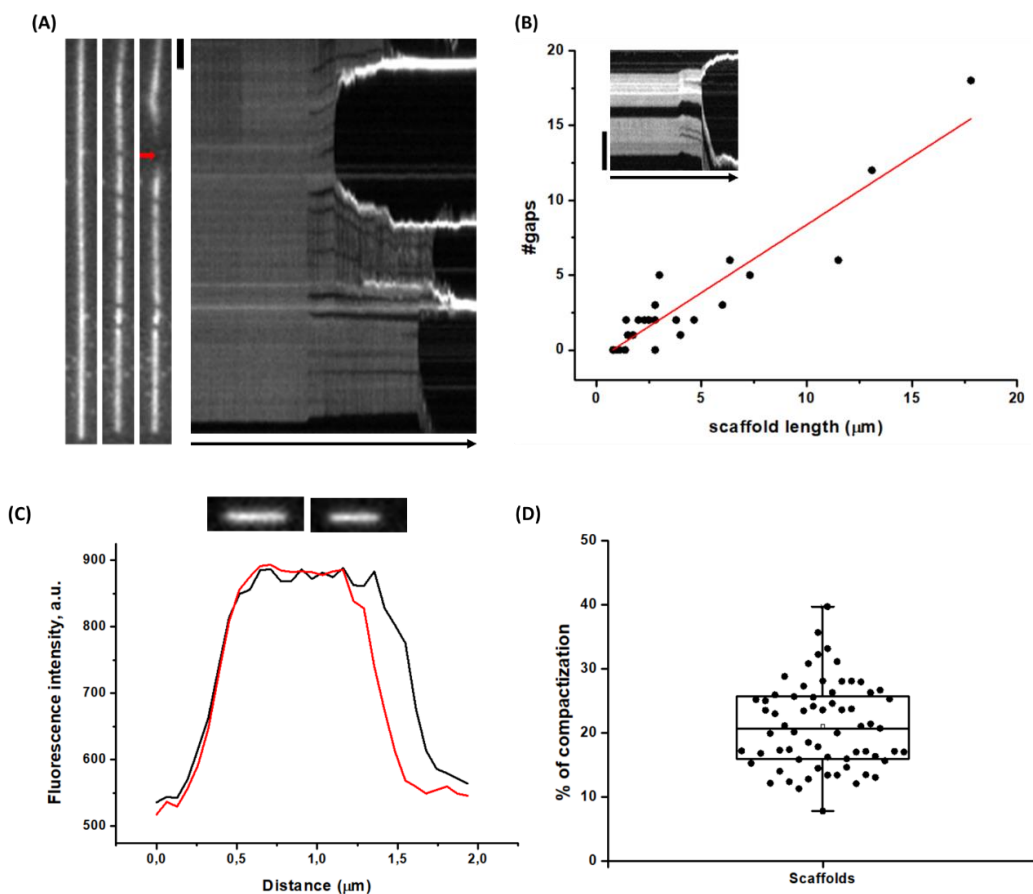 (A)
(B)
20
15
10
5
0
#gaps
0
5
10
15
20
scaffold length (μm)
(C)
900
800
700
600
500
Fluorescence intensity, a.u.
0,0
0,5
1,0
1,5
2,0
Distance (μm)
(D)
50
40
30
20
10
0
% of compactization
Scaffolds